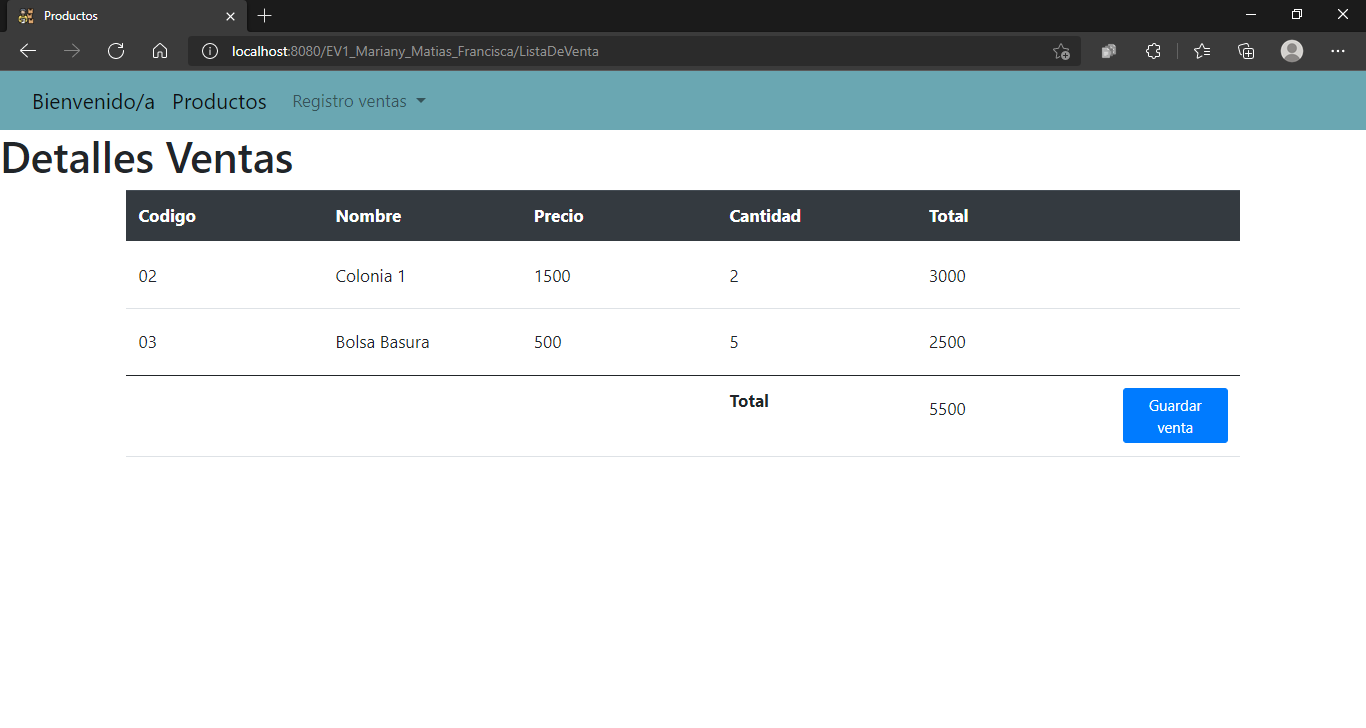 Productos
localhost:8080/EV1_Mariany_Matias_Francisca/ListaDeVenta
Bienvenido/a Productos Registro ventas
Detalles Ventas
Codigo Nombre Precio Cantidad Total
02 Colonia 1 1500 2 3000
03 Bolsa Basura 500 5 2500
Total 5500 Guardar
venta